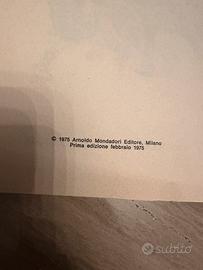 © 1975 Arnoldo Mondadori Editore, Milano
Prima edizione febbraio 1975
subito